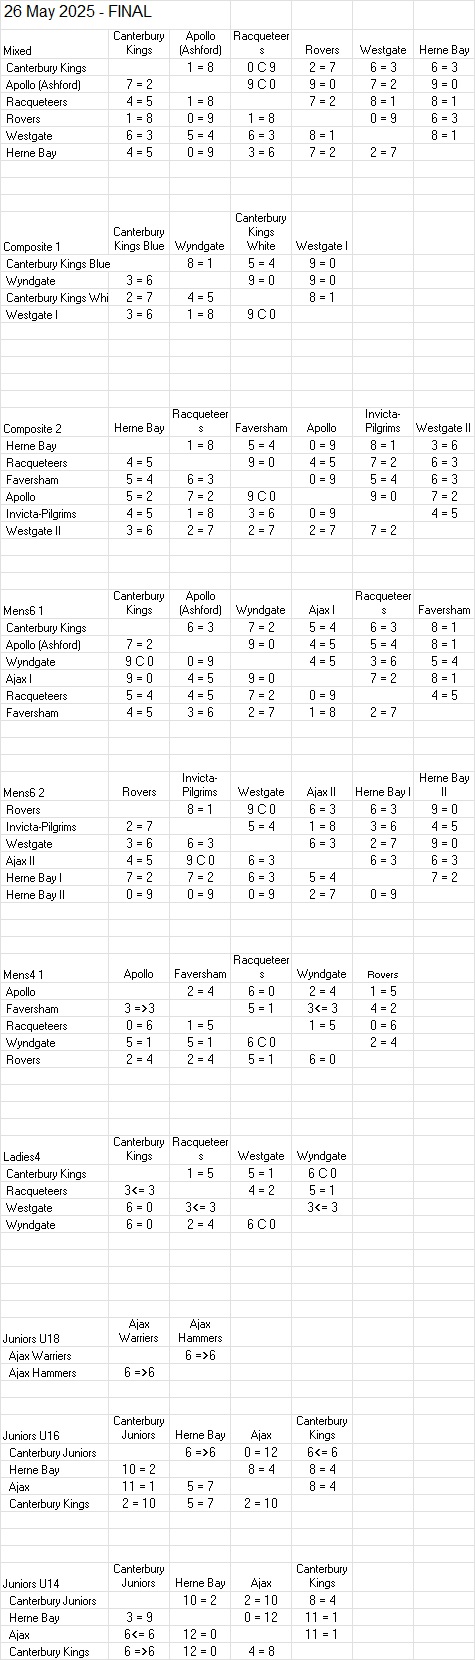 26 May 2025 - FINAL
Mixed Canterbury Kings Apollo (Ashford) Racqueteers Rovers Westgate Herne Bay
Canterbury Kings 1 = 8 0 C 9 2 = 7 6 = 3 6 = 3
Apollo (Ashford) 7 = 2 9 C 0 9 = 0 7 = 2 9 = 0
Racqueteers 4 = 5 1 = 8 7 = 2 8 = 1 8 = 1
Rovers 1 = 8 0 = 9 1 = 8 0 = 9 6 = 3
Westgate 6 = 3 5 = 4 6 = 3 8 = 1 8 = 1
Herne Bay 4 = 5 0 = 9 3 = 6 7 = 2 2 = 7
Composite 1 Canterbury Kings Blue Wyndgate Canterbury Kings White Westgate I
Canterbury Kings Blue 8 = 1 5 = 4 9 = 0
Wyndgate 3 = 6 9 = 0 9 = 0
Canterbury Kings Whi 2 = 7 4 = 5 8 = 1
Westgate I 3 = 6 1 = 8 9 C 0
Composite 2 Herne Bay Racqueteers Faversham Apollo Invicta-Pilgrims Westgate II
Herne Bay 1 = 8 5 = 4 0 = 9 8 = 1 3 = 6
Racqueteers 4 = 5 9 = 0 4 = 5 7 = 2 6 = 3
Faversham 5 = 4 6 = 3 0 = 9 5 = 4 6 = 3
Apollo 5 = 2 7 = 2 9 C 0 9 = 0 7 = 2
Invicta-Pilgrims 4 = 5 1 = 8 3 = 6 0 = 9 4 = 5
Westgate II 3 = 6 2 = 7 2 = 7 2 = 7 7 = 2
Mens6 1 Canterbury Kings Apollo (Ashford) Wyndgate Ajax I Racqueteers Faversham
Canterbury Kings 6 = 3 7 = 2 5 = 4 6 = 3 8 = 1
Apollo (Ashford) 7 = 2 9 = 0 4 = 5 5 = 4 8 = 1
Wyndgate 9 C 0 0 = 9 4 = 5 3 = 6 5 = 4
Ajax I 9 = 0 4 = 5 9 = 0 7 = 2 8 = 1
Racqueteers 5 = 4 4 = 5 7 = 2 0 = 9 4 = 5
Faversham 4 = 5 3 = 6 2 = 7 1 = 8 2 = 7
Mens6 2 Rovers Invicta-Pilgrims Westgate Ajax II Herne Bay I Herne Bay II
Rovers 8 = 1 9 C 0 6 = 3 6 = 3 9 = 0
Invicta-Pilgrims 2 = 7 5 = 4 1 = 8 3 = 6 4 = 5
Westgate 3 = 6 6 = 3 6 = 3 2 = 7 9 = 0
Ajax II 4 = 5 9 C 0 6 = 3 6 = 3 6 = 3
Herne Bay I 7 = 2 7 = 2 6 = 3 5 = 4 7 = 2
Herne Bay II 0 = 9 0 = 9 0 = 9 2 = 7 0 = 9
Mens4 1 Apollo Faversham Racqueteers Wyndgate Rovers
Apollo 2 = 4 6 = 0 2 = 4 1 = 5
Faversham 3 =>3 5 = 1 3<= 3 4 = 2
Racqueteers 0 = 6 1 = 5 1 = 5 0 = 6
Wyndgate 5 = 1 5 = 1 6 C 0 2 = 4
Rovers 2 = 4 2 = 4 5 = 1 6 = 0
Ladies4 Canterbury Kings Racqueteers Westgate Wyndgate
Canterbury Kings 1 = 5 5 = 1 6 C 0
Racqueteers 3<= 3 4 = 2 5 = 1
Westgate 6 = 0 3<= 3 3<= 3
Wyndgate 6 = 0 2 = 4 6 C 0
Juniors U18 Ajax Warriers Ajax Hammers
Ajax Warriers 6 =>6
Ajax Hammers 6 =>6
Juniors U16 Canterbury Juniors Herne Bay Ajax Canterbury Kings
Canterbury Juniors 6 =>6 0 = 12 6<= 6
Herne Bay 10 = 2 8 = 4 8 = 4
Ajax 11 = 1 5 = 7 8 = 4
Canterbury Kings 2 = 10 5 = 7 2 = 10
Juniors U14 Canterbury Juniors Herne Bay Ajax Canterbury Kings
Canterbury Juniors 10 = 2 2 = 10 8 = 4
Herne Bay 3 = 9 0 = 12 11 = 1
Ajax 6<= 6 12 = 0 11 = 1
Canterbury Kings 6 =>6 12 = 0 4 = 8